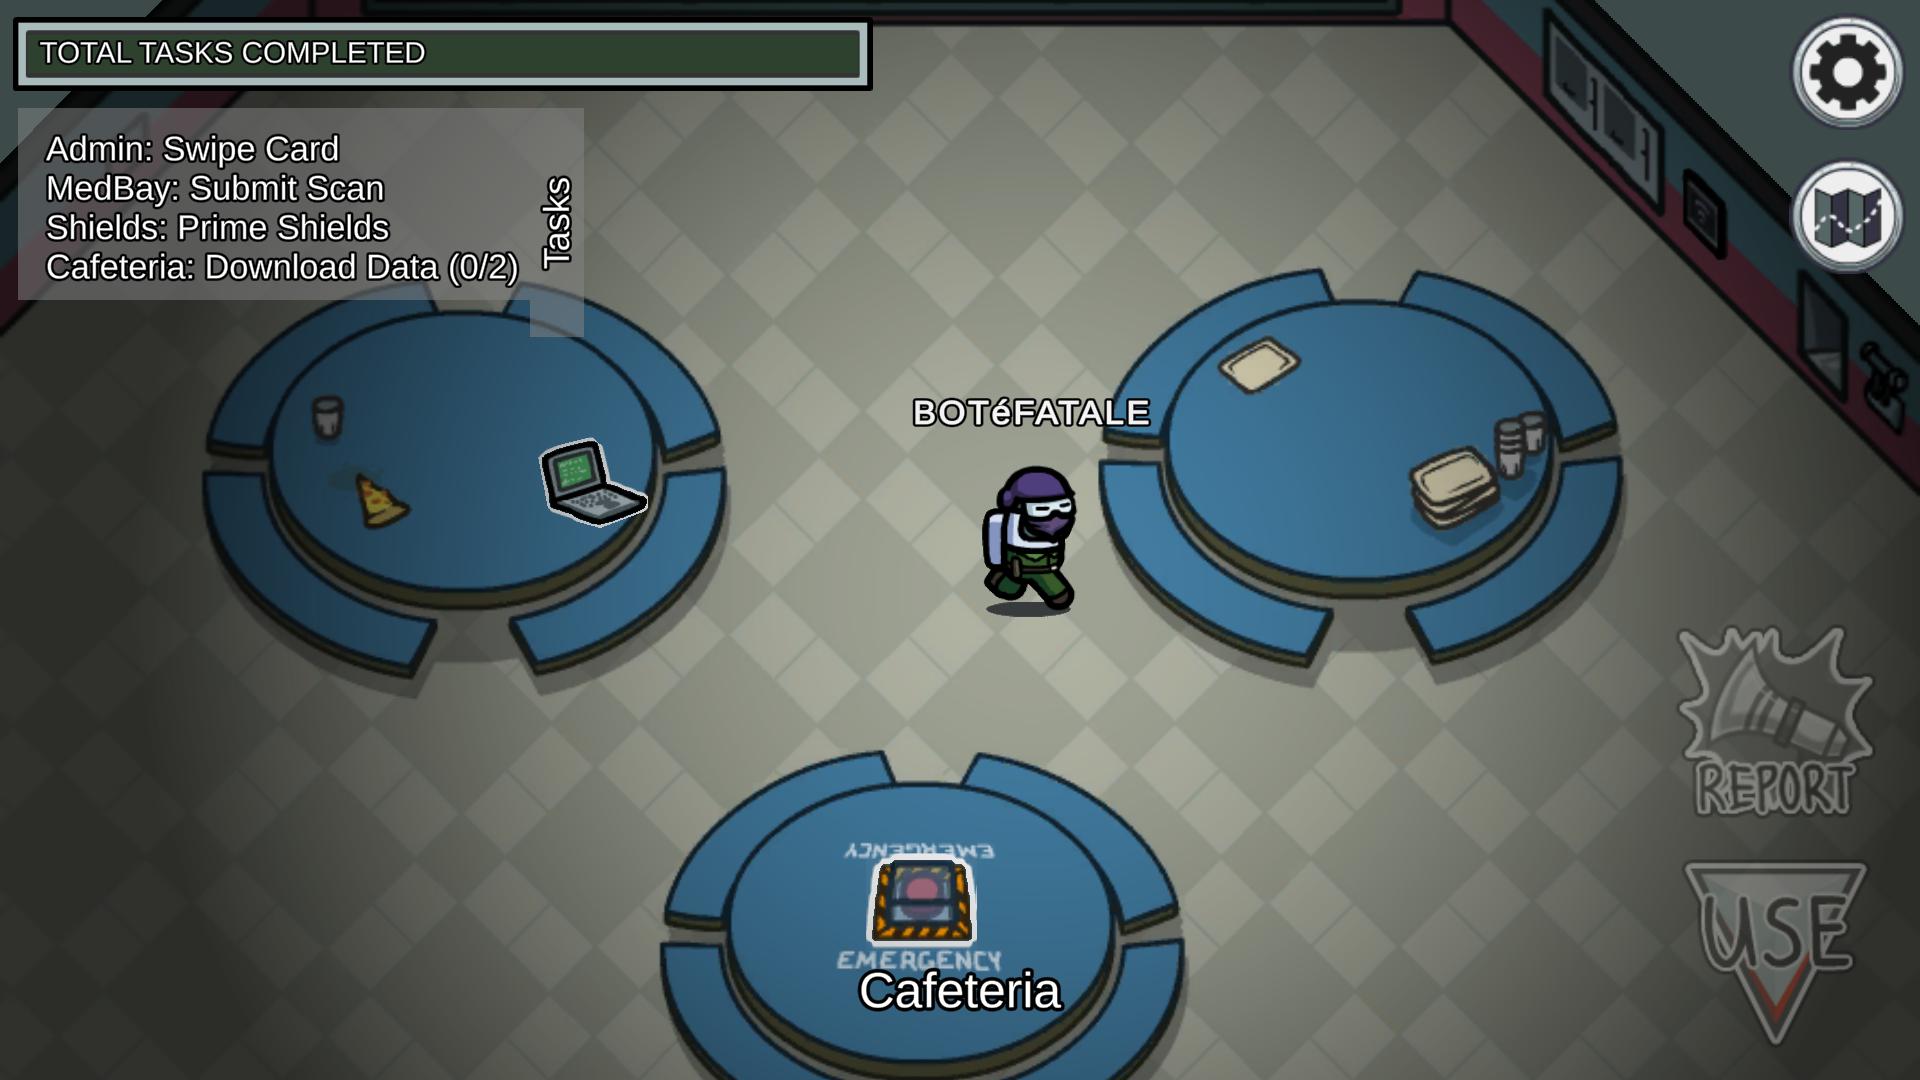 TOTAL TASKS COMPLETED
Admin: Swipe Card
MedBay: Submit Scan
Shields: Prime Shields
Cafeteria: Download Data (0/2)
Tasks
BOTéFATALE
REPORT
EMERGENCY
EMERGENCY
Cafeteria
USE